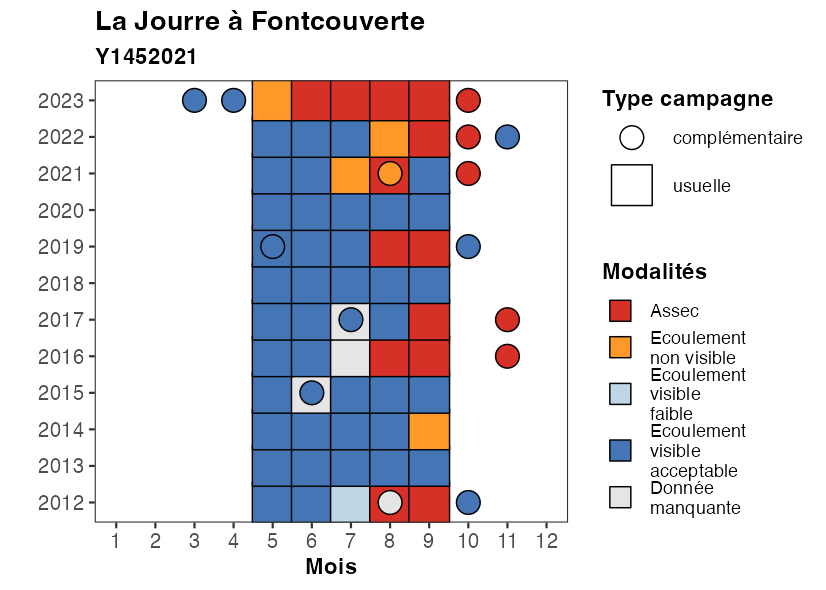 La Jourre à Fontcouverte
Y1452021
2023
2022
2021
2020
2019
2018
2017
2016
2015
2014
2013
2012
1 2 3 4 5 6 7 8 9 10 11 12
Mois
Type campagne
complémentaire
usuelle
Modalités
Assec
Ecoulement
non visible
Ecoulement
visible
faible
Ecoulement
visible
acceptable
Donnée
manquante